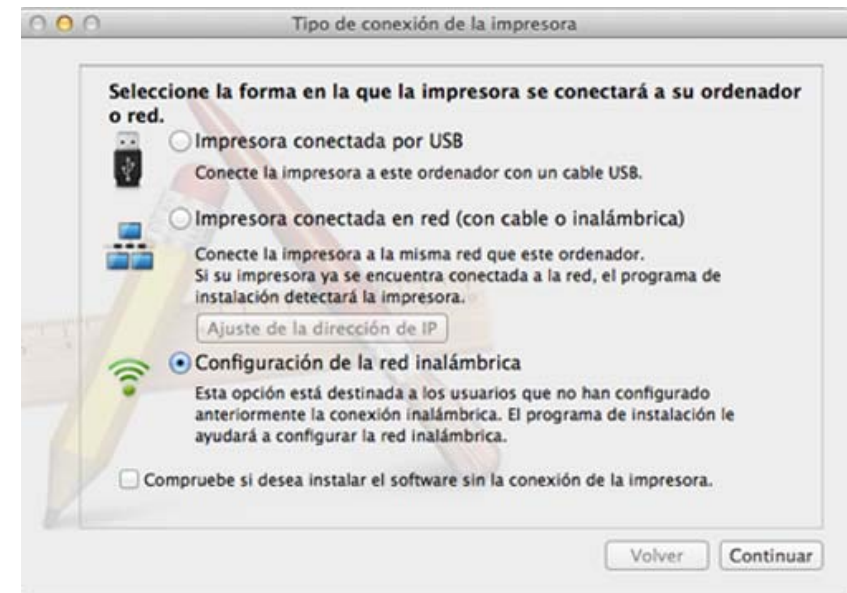 Tipo de conexión de la impresora
Seleccione la forma en la que la impresora se conectará a su ordenador
o red.
Impresora conectada por USB
Conecte la impresora a este ordenador con un cable USB.
Impresora conectada en red (con cable o inalámbrica)
Conecte la impresora a la misma red que este ordenador.
Si su impresora ya se encuentra conectada a la red, el programa de
instalación detectará la impresora.
Ajuste de la dirección de IP
Configuración de la red inalámbrica
Esta opción está destinada a los usuarios que no han configurado
anteriormente la conexión inalámbrica. El programa de instalación le
ayudará a configurar la red inalámbrica.
Compruebe si desea instalar el software sin la conexión de la impresora.
Volver Continuar